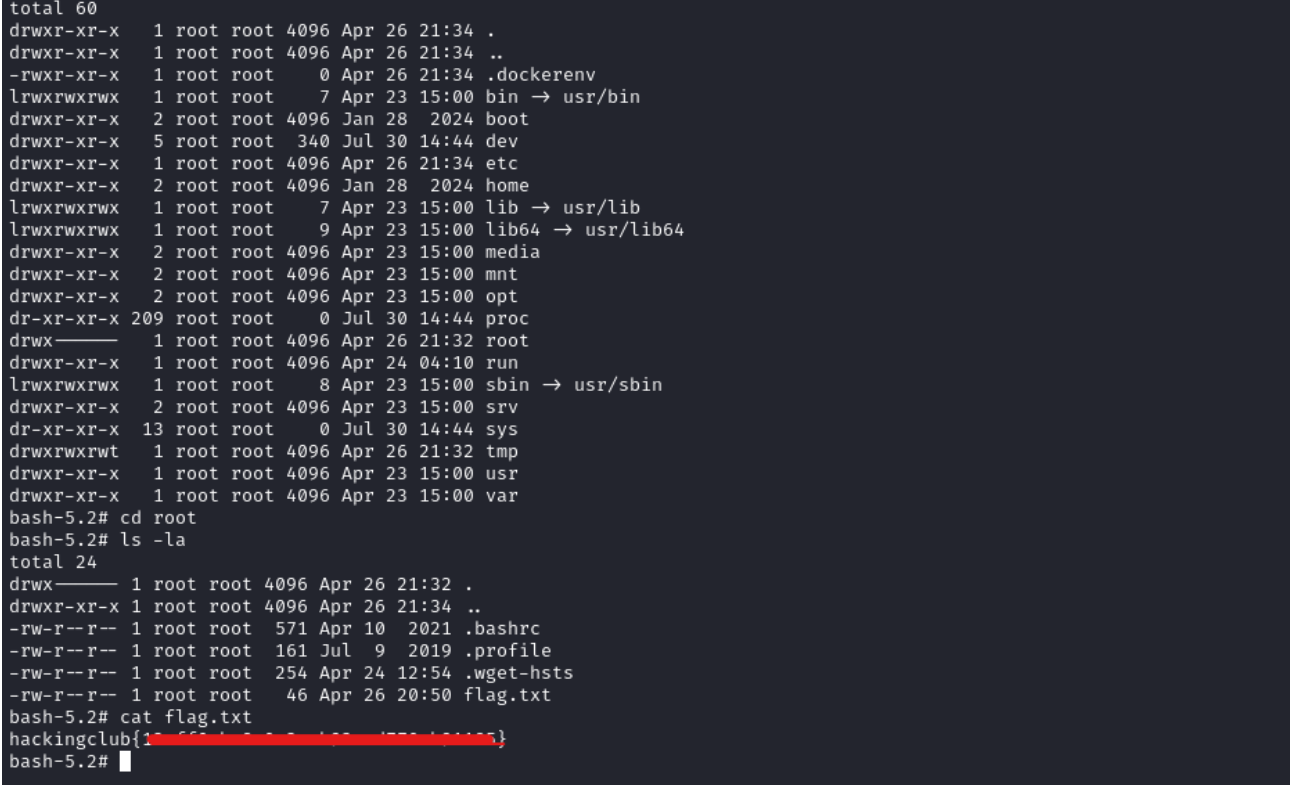 total 60
drwxr-xr-x   1 root root 4096 Apr 26 21:34 .
drwxr-xr-x   1 root root 4096 Apr 26 21:34 ..
-rwxr-xr-x   1 root root    0 Apr 26 21:34 .dockerenv
lrwxrwxrwx   1 root root    7 Apr 23 15:00 bin → usr/bin
drwxr-xr-x   2 root root 4096 Jan 28  2024 boot
drwxr-xr-x   5 root root  340 Jul 30 14:44 dev
drwxr-xr-x   1 root root 4096 Apr 26 21:34 etc
drwxr-xr-x   2 root root 4096 Jan 28  2024 home
lrwxrwxrwx   1 root root    7 Apr 23 15:00 lib → usr/lib
lrwxrwxrwx   1 root root    9 Apr 23 15:00 lib64 → usr/lib64
drwxr-xr-x   2 root root 4096 Apr 23 15:00 media
drwxr-xr-x   2 root root 4096 Apr 23 15:00 mnt
drwxr-xr-x   2 root root 4096 Apr 23 15:00 opt
dr-xr-xr-x 209 root root    0 Jul 30 14:44 proc
drwx------   1 root root 4096 Apr 26 21:32 root
drwxr-xr-x   1 root root 4096 Apr 24 04:10 run
lrwxrwxrwx   1 root root    8 Apr 23 15:00 sbin → usr/sbin
drwxr-xr-x   2 root root 4096 Apr 23 15:00 srv
dr-xr-xr-x  13 root root    0 Jul 30 14:44 sys
drwxrwxrwt   1 root root 4096 Apr 26 21:32 tmp
drwxr-xr-x   1 root root 4096 Apr 23 15:00 usr
drwxr-xr-x   1 root root 4096 Apr 23 15:00 var
bash-5.2# cd root
bash-5.2# ls -la
total 24
drwx------ 1 root root 4096 Apr 26 21:32 .
drwxr-xr-x 1 root root 4096 Apr 26 21:34 ..
-rw-r--r-- 1 root root  571 Apr 10  2021 .bashrc
-rw-r--r-- 1 root root  161 Jul  9  2019 .profile
-rw-r--r-- 1 root root  254 Apr 24 12:54 .wget-hsts
-rw-r--r-- 1 root root   46 Apr 26 20:50 flag.txt
bash-5.2# cat flag.txt
hackingclub{
bash-5.2#